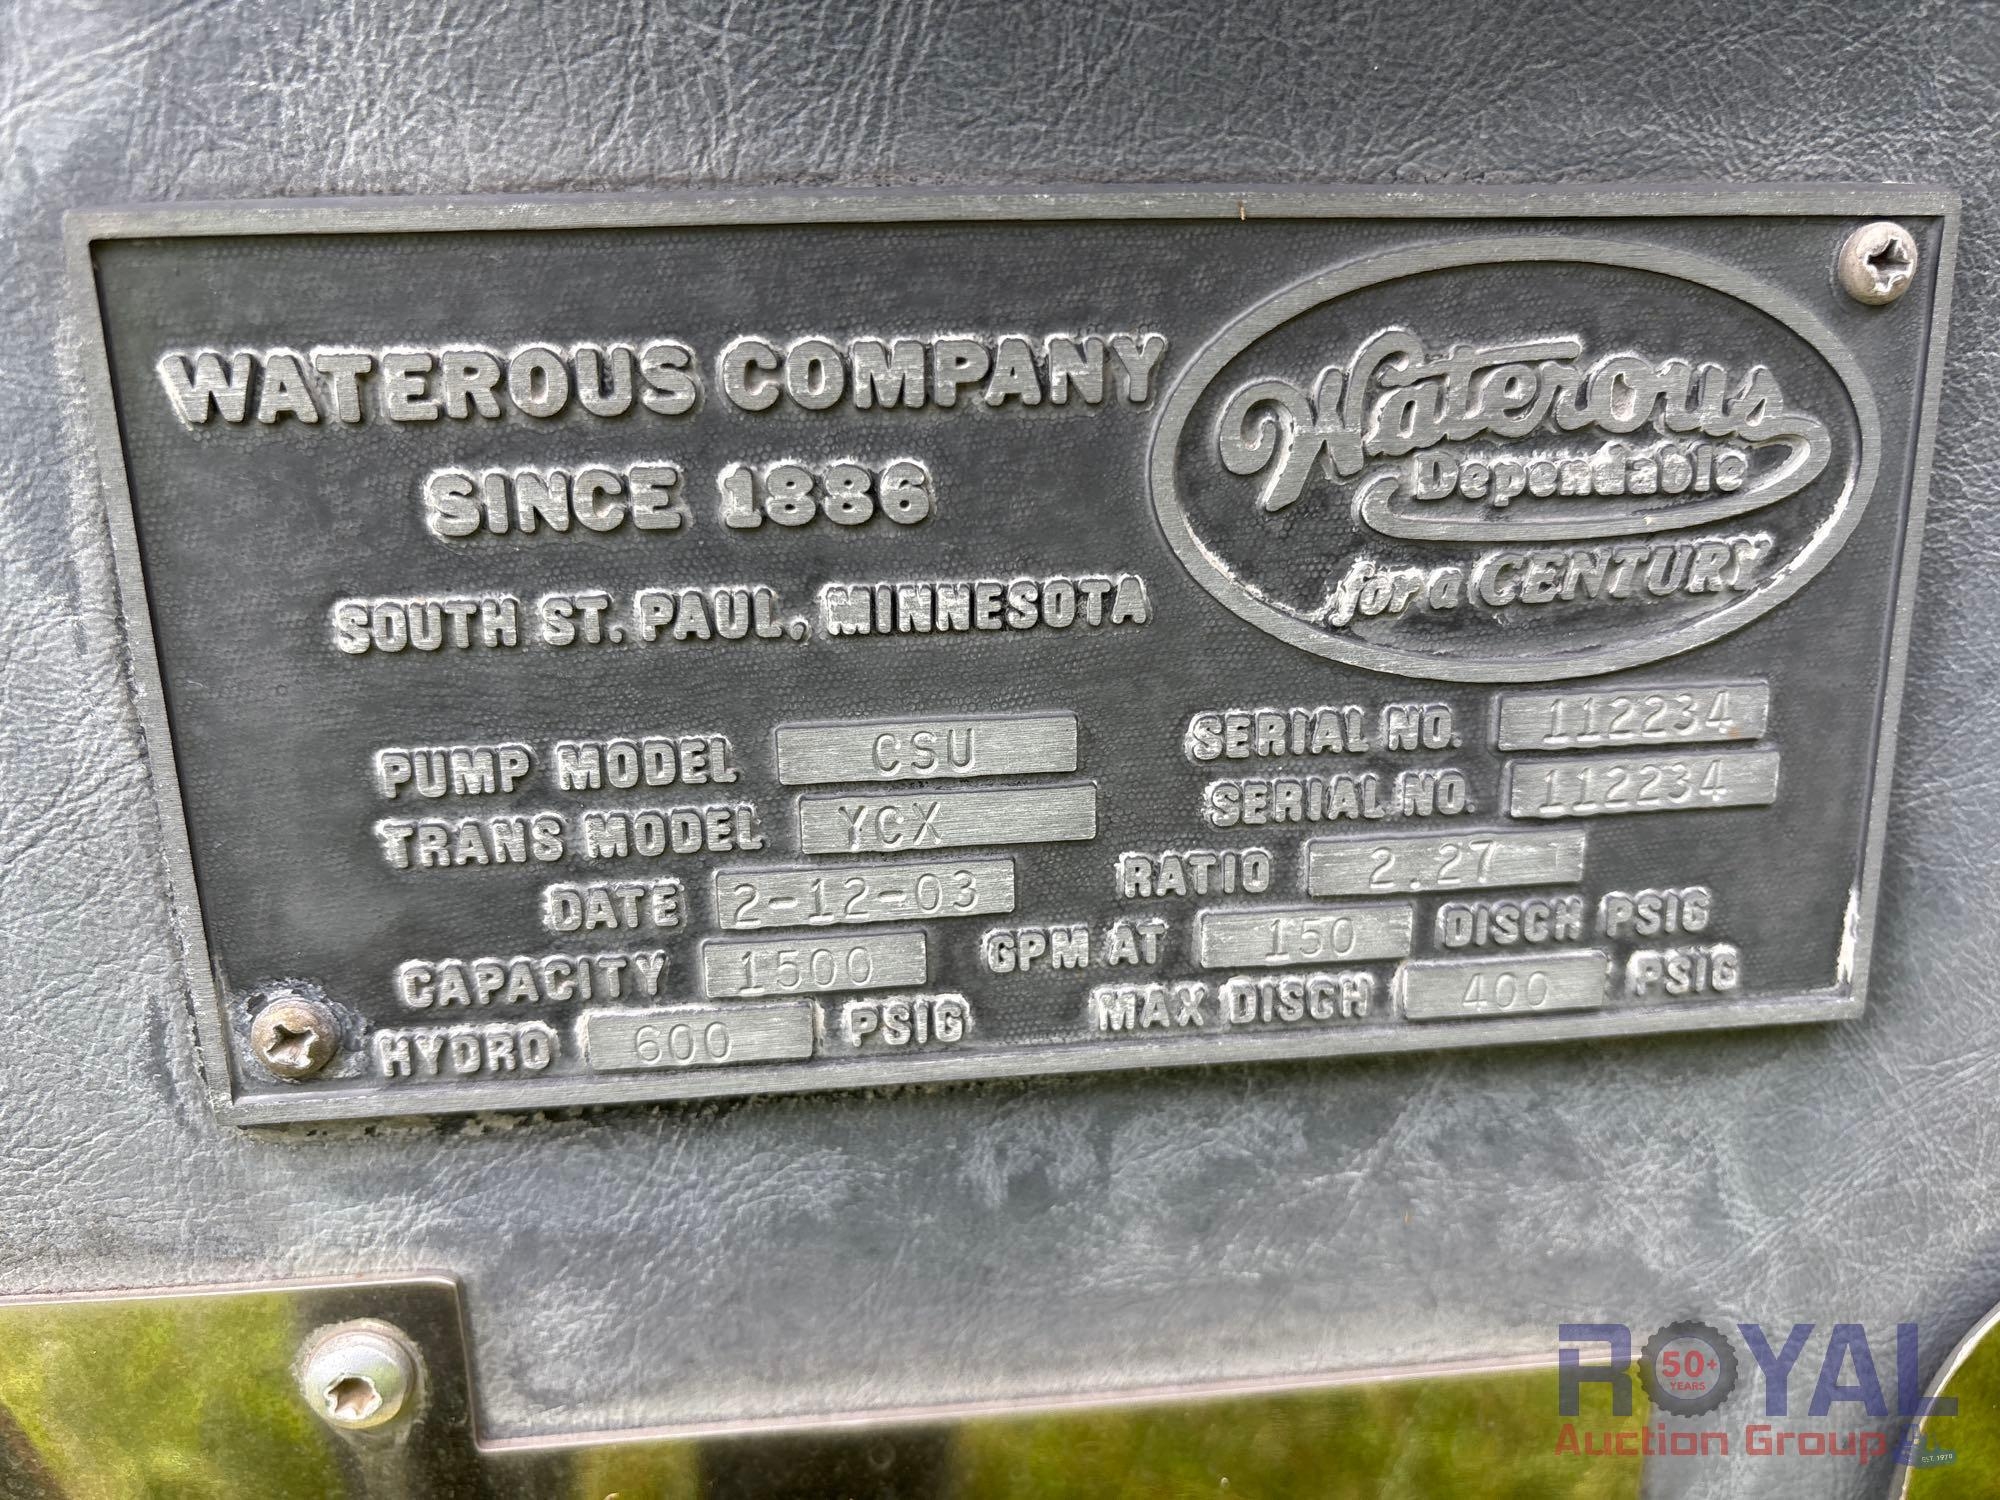 WATEROUS COMPANY
SINCE 1886
SOUTH ST. PAUL, MINNESOTA
Waterous
Dependable
for a CENTURY
PUMP MODEL CSU SERIAL NO. 112234
TRANS MODEL YCX SERIAL NO. 112234
DATE 2-12-03 RATIO 2.27
CAPACITY 1500 GPM AT 150 DISCH PSIG
HYDRO 600 PSIG MAX DISCH 400 PSIG
ROYAL
50+
YEARS
Auction Group
EST. 1970